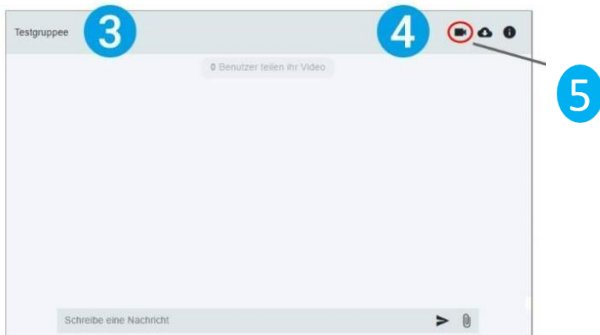 Testgruppee
3
4
5
0 Benutzer teilen ihr Video
Schreibe eine Nachricht